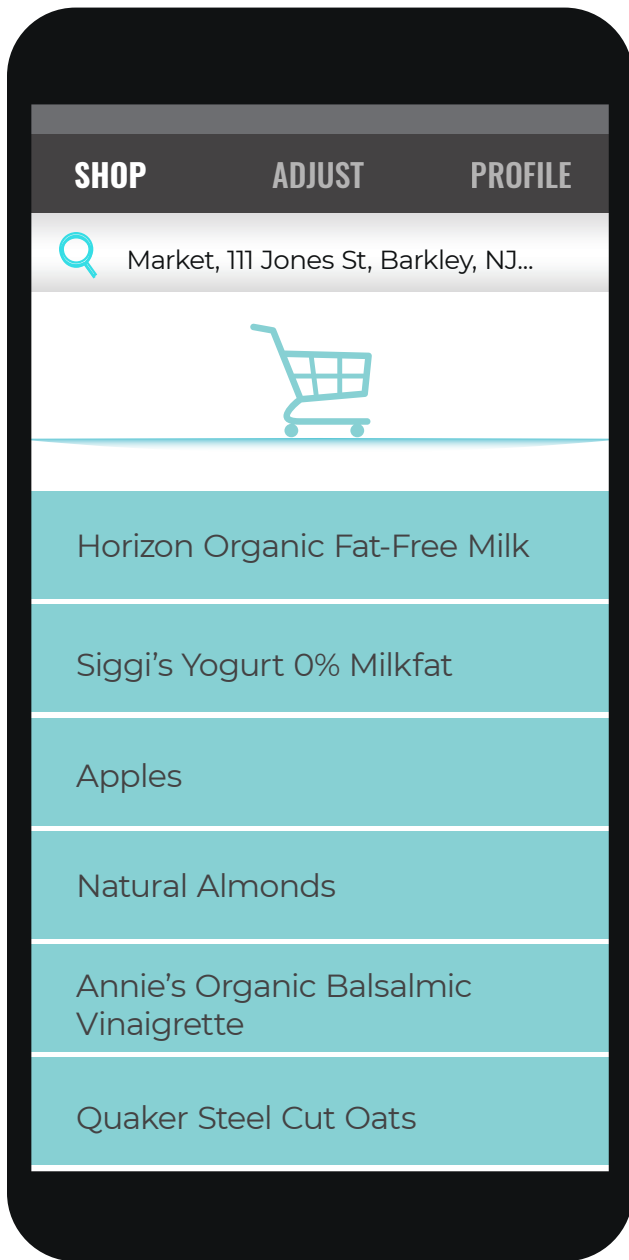 SHOP ADJUST PROFILE
Market, 111 Jones St, Barkley, NJ...
Horizon Organic Fat-Free Milk
Siggi’s Yogurt 0% Milkfat
Apples
Natural Almonds
Annie’s Organic Balsalmic
Vinaigrette
Quaker Steel Cut Oats